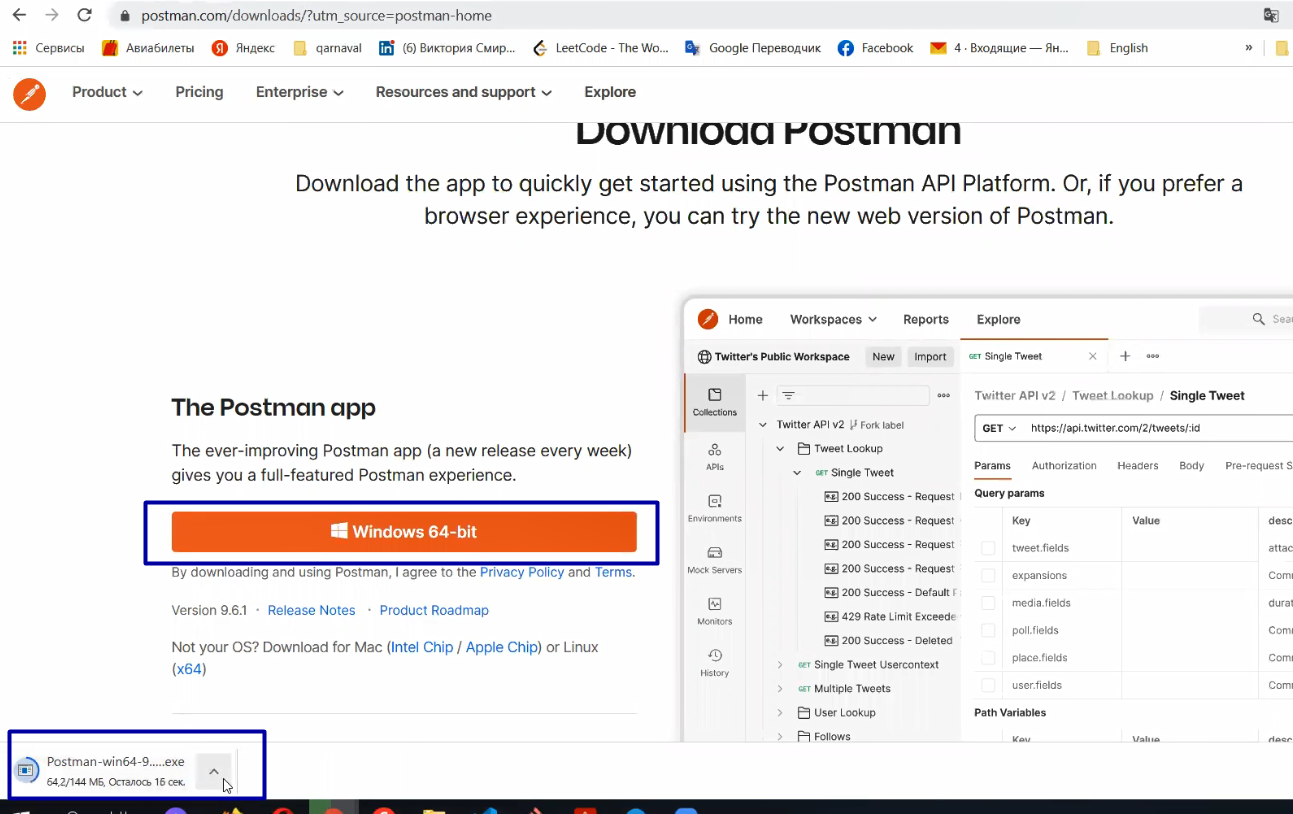 postman.com/downloads/?utm_source=postman-home
Сервисы Авиабилеты Яндекс qarnaval (6) Виктория Смир... LeetCode - The Wo... Google Переводчик Facebook 4 · Входящие — Ян... English »
Product Pricing Enterprise Resources and support Explore
Download Postman
Download the app to quickly get started using the Postman API Platform. Or, if you prefer a
browser experience, you can try the new web version of Postman.
The Postman app
The ever-improving Postman app (a new release every week)
gives you a full-featured Postman experience.
Windows 64-bit
By downloading and using Postman, I agree to the Privacy Policy and Terms.
Version 9.6.1 · Release Notes · Product Roadmap
Not your OS? Download for Mac (Intel Chip / Apple Chip) or Linux
(x64)
Home Workspaces Reports Explore Sear
Twitter's Public Workspace New Import GET Single Tweet
Collections
APIs
Environments
Mock Servers
Monitors
History
Twitter API v2 Fork label
Tweet Lookup
GET Single Tweet
e.g. 200 Success - Request
e.g. 200 Success - Request
e.g. 200 Success - Request
e.g. 200 Success - Request
e.g. 200 Success - Default
e.g. 429 Rate Limit Exceede
e.g. 200 Success - Deleted
GET Single Tweet Usercontext
GET Multiple Tweets
User Lookup
Follows
Twitter API v2 / Tweet Lookup / Single Tweet
GET https://api.twitter.com/2/tweets/:id
Params Authorization Headers Body Pre-request S
Query params
Key Value desc
tweet.fields attac
expansions Comm
media.fields durat
poll.fields Comm
place.fields Comm
user.fields Comm
Path Variables
Key Value desc
Postman-win64-9.....exe
64,2/144 МБ, Осталось 16 сек.